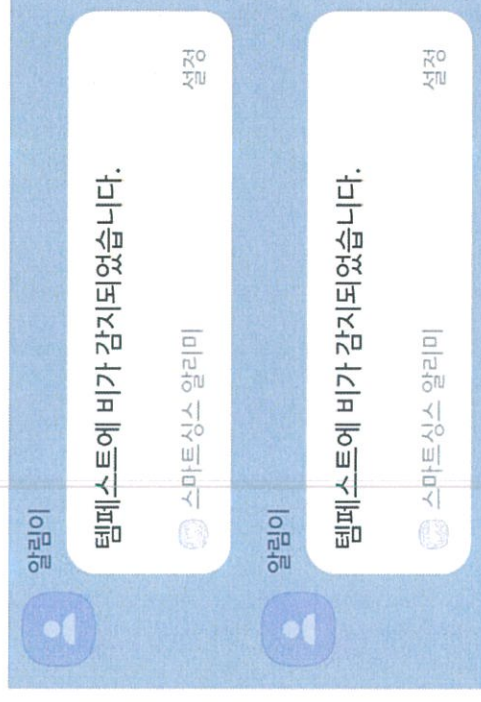 알림이
템페스트에 비가 감지되었습니다.
스마트싱스 알리미 설정
알림이
템페스트에 비가 감지되었습니다.
스마트싱스 알리미 설정